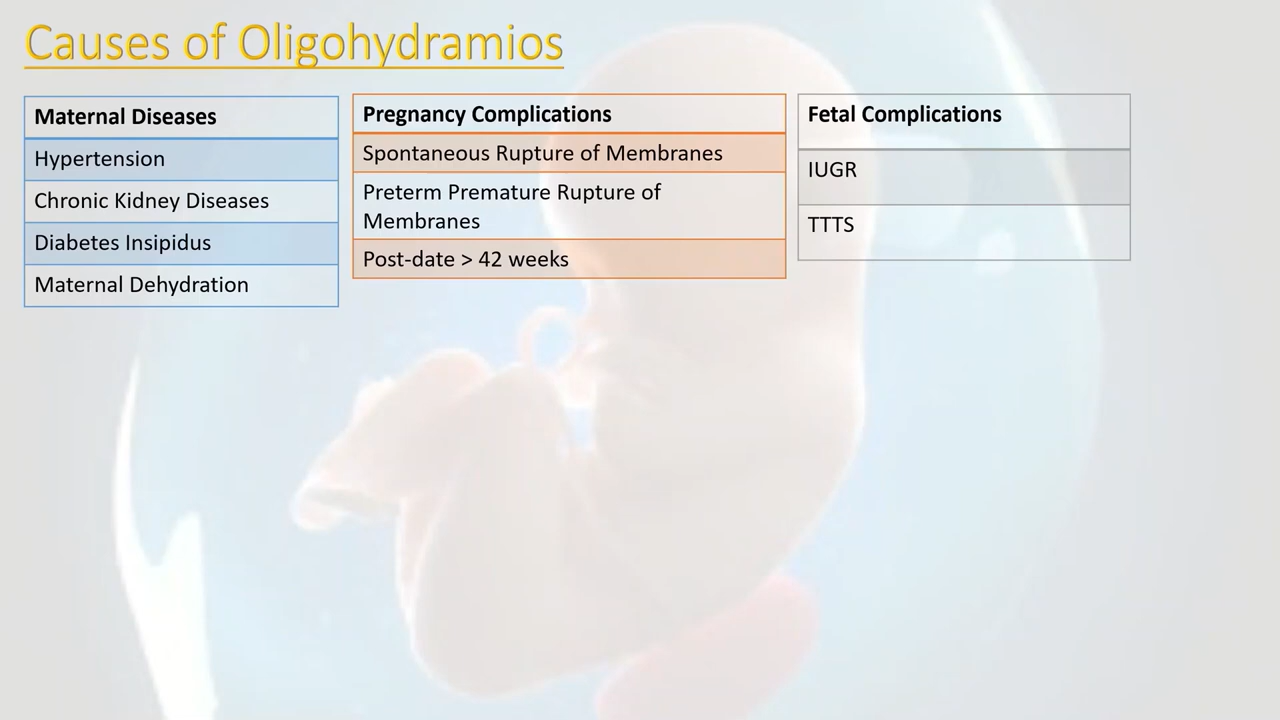 Causes of Oligohydramios
Maternal Diseases
Hypertension
Chronic Kidney Diseases
Diabetes Insipidus
Maternal Dehydration
Pregnancy Complications
Spontaneous Rupture of Membranes
Preterm Premature Rupture of
Membranes
Post-date > 42 weeks
Fetal Complications
IUGR
TTTS